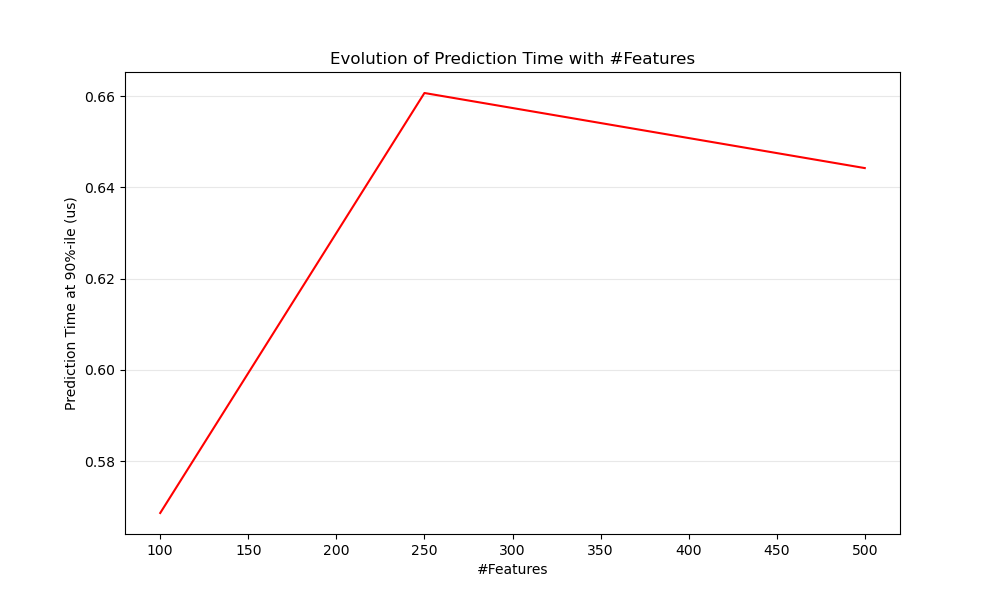 Evolution of Prediction Time with #Features
Prediction Time at 90%-ile (us)
0.66
0.64
0.62
0.60
0.58
100 150 200 250 300 350 400 450 500
#Features